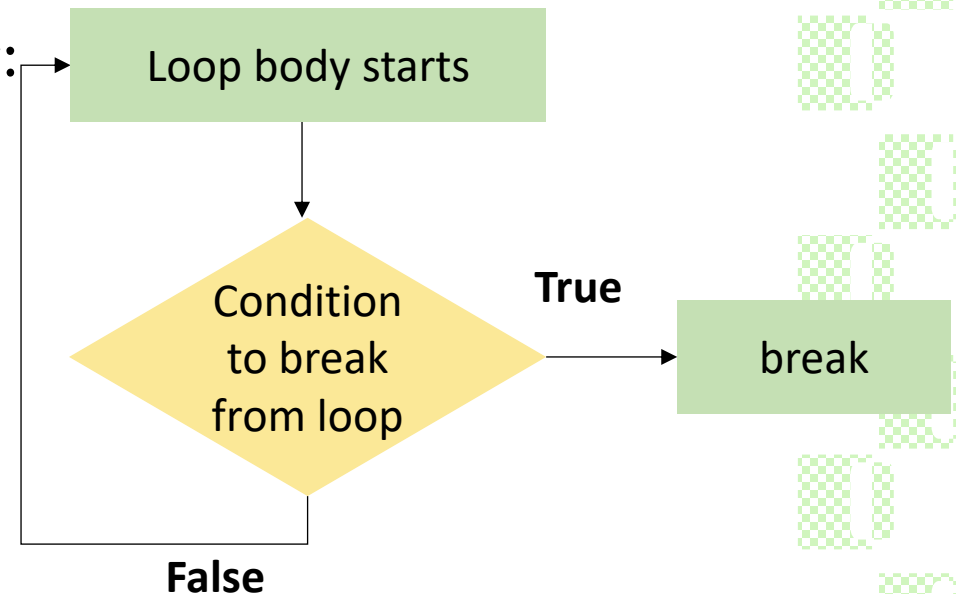 :
Loop body starts
Condition
to break
from loop
True
break
False